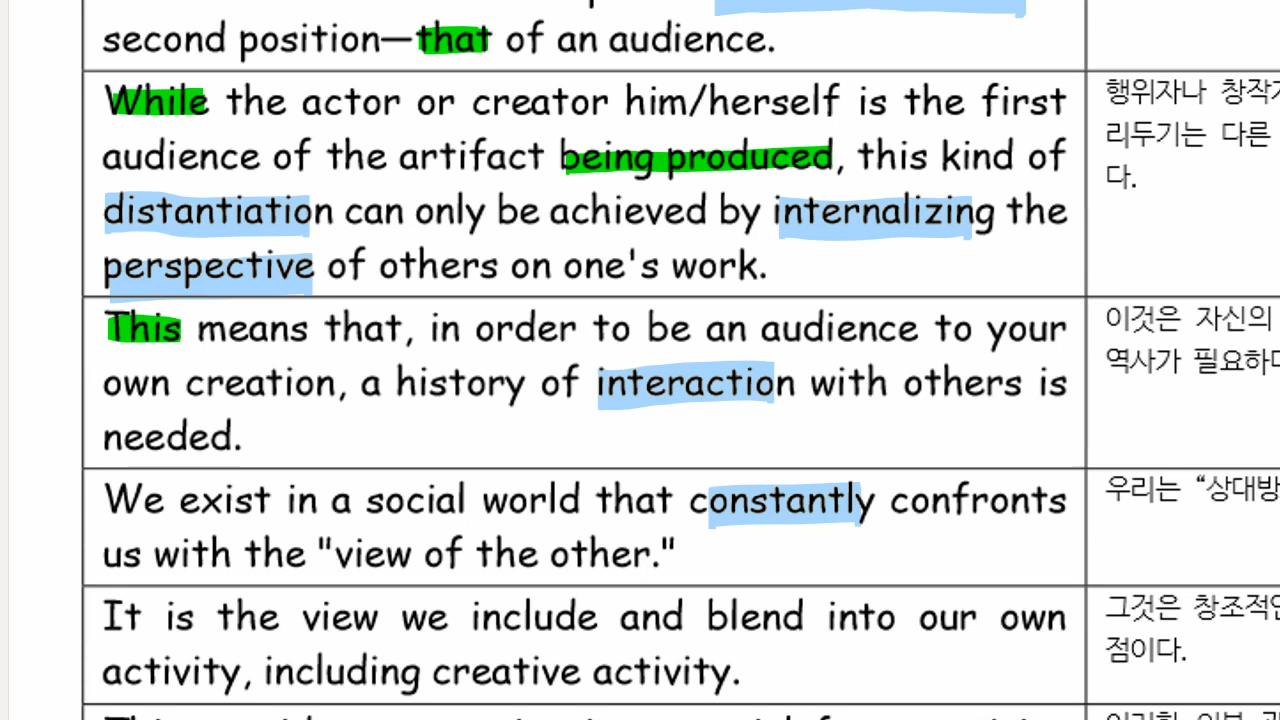 second position—that of an audience.
While the actor or creator him/herself is the first
audience of the artifact being produced, this kind of
distantiation can only be achieved by internalizing the
perspective of others on one's work.
행위자나 창작
리두기는 다른
다.
This means that, in order to be an audience to your
own creation, a history of interaction with others is
needed.
이것은 자신의
역사가 필요하
We exist in a social world that constantly confronts
us with the "view of the other."
우리는 “상대방
It is the view we include and blend into our own
activity, including creative activity.
그것은 창조적
점이다.